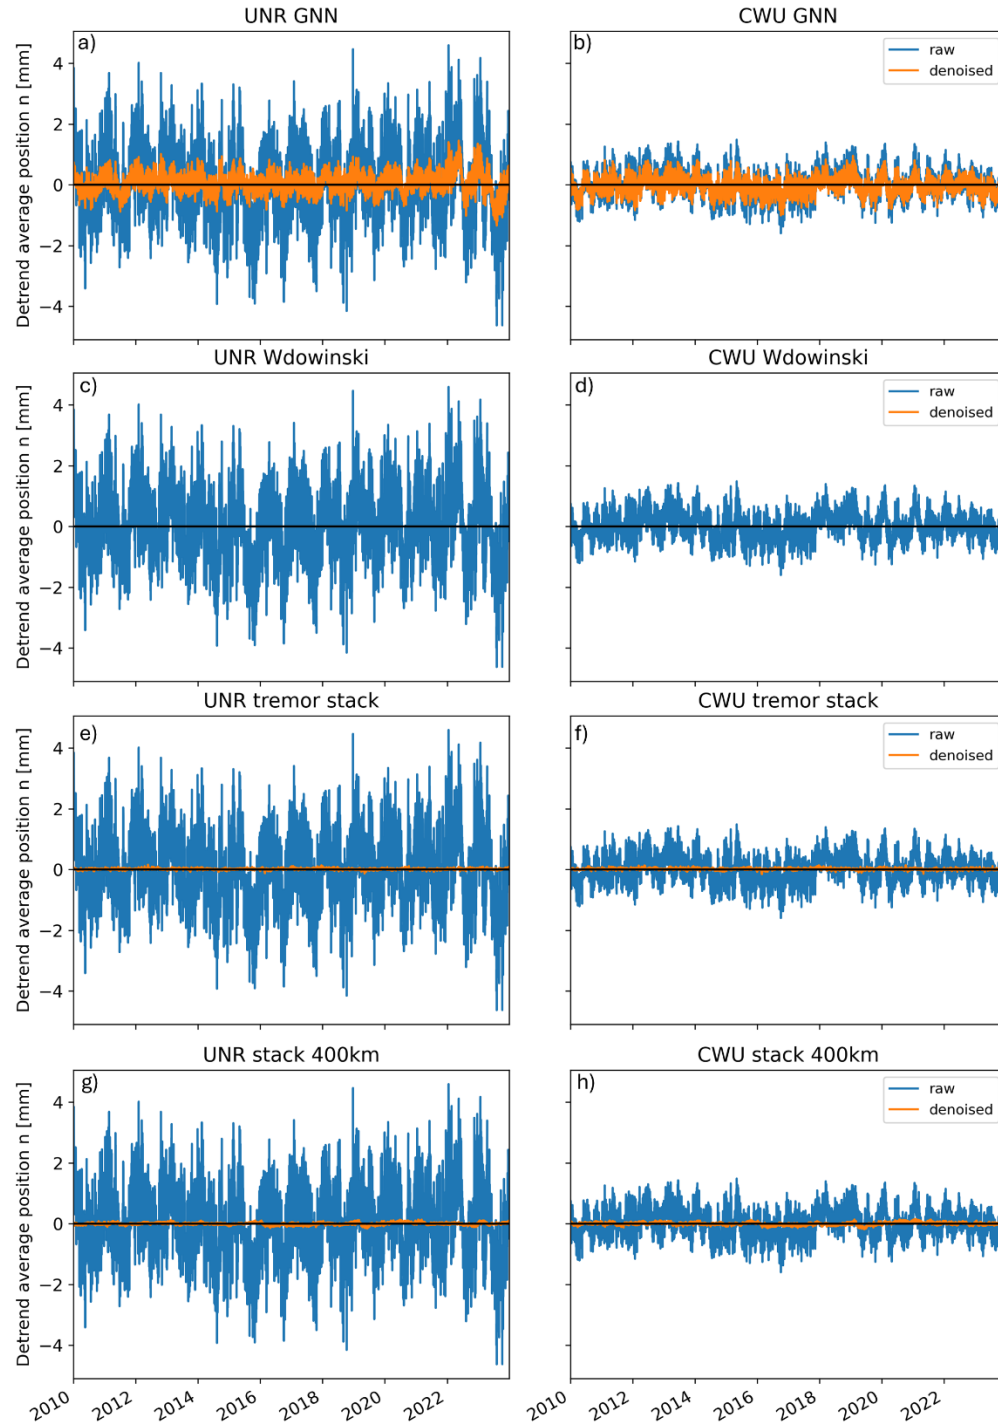 UNR GNN
CWU GNN
a)
b)
raw
denoised
4
2
0
−2
−4
Detrend average position n [mm]
UNR Wdowinski
CWU Wdowinski
c)
d)
raw
denoised
4
2
0
−2
−4
Detrend average position n [mm]
UNR tremor stack
CWU tremor stack
e)
f)
raw
denoised
4
2
0
−2
−4
Detrend average position n [mm]
UNR stack 400km
CWU stack 400km
g)
h)
raw
denoised
4
2
0
−2
−4
Detrend average position n [mm]
2010 2012 2014 2016 2018 2020 2022
2010 2012 2014 2016 2018 2020 2022